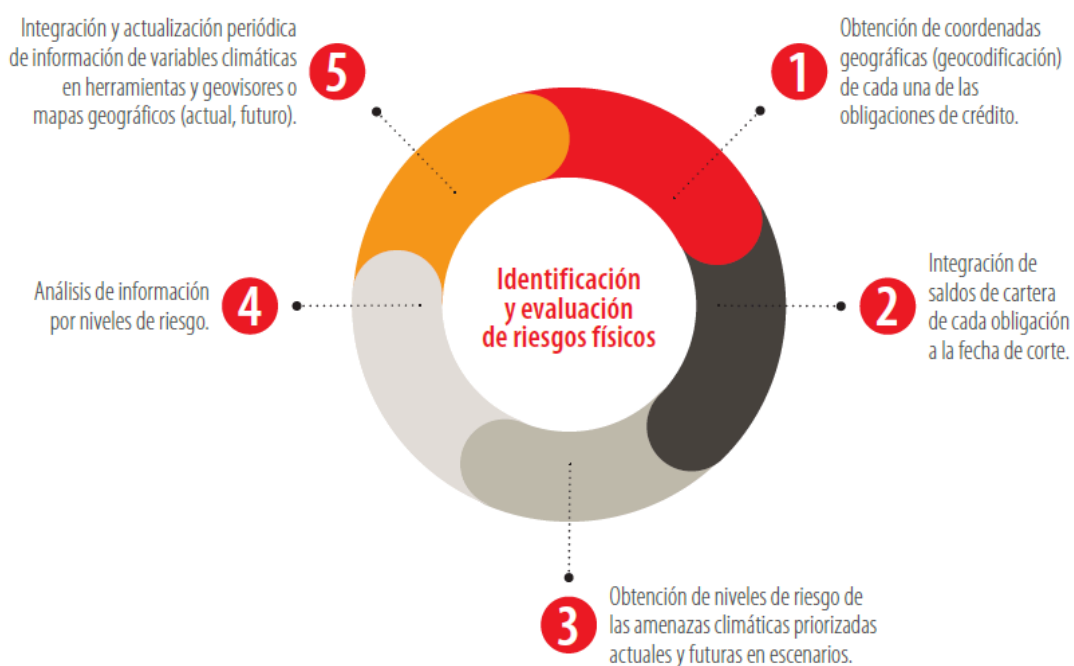 Identificación
y evaluación
de riesgos físicos
1
Obtención de coordenadas
geográficas (geocodificación)
de cada una de las
obligaciones de crédito.
2
Integración de
saldos de cartera
de cada obligación
a la fecha de corte.
3
Obtención de niveles de riesgo de
las amenazas climáticas priorizadas
actuales y futuras en escenarios.
4
Análisis de información
por niveles de riesgo.
5
Integración y actualización periódica
de información de variables climáticas
en herramientas y geovisores o
mapas geográficos (actual, futuro).